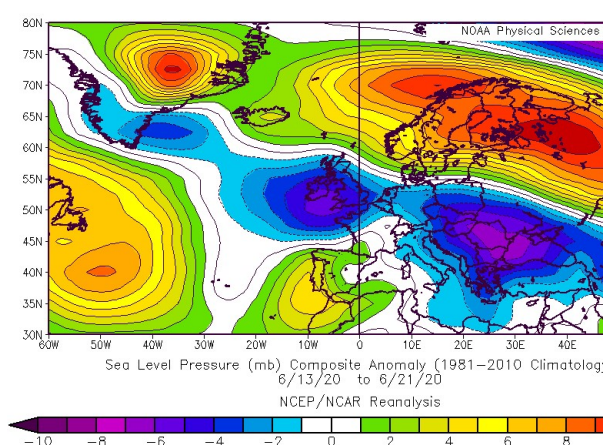 NOAA Physical Sciences
80N
75N
70N
65N
60N
55N
50N
45N
40N
35N
30N
60W 50W 40W 30W 20W 10W 0 10E 20E 30E 40E
Sea Level Pressure (mb) Composite Anomaly (1981-2010 Climatology
6/13/20 to 6/21/20
NCEP/NCAR Reanalysis
-10 -8 -6 -4 -2 0 2 4 6 8